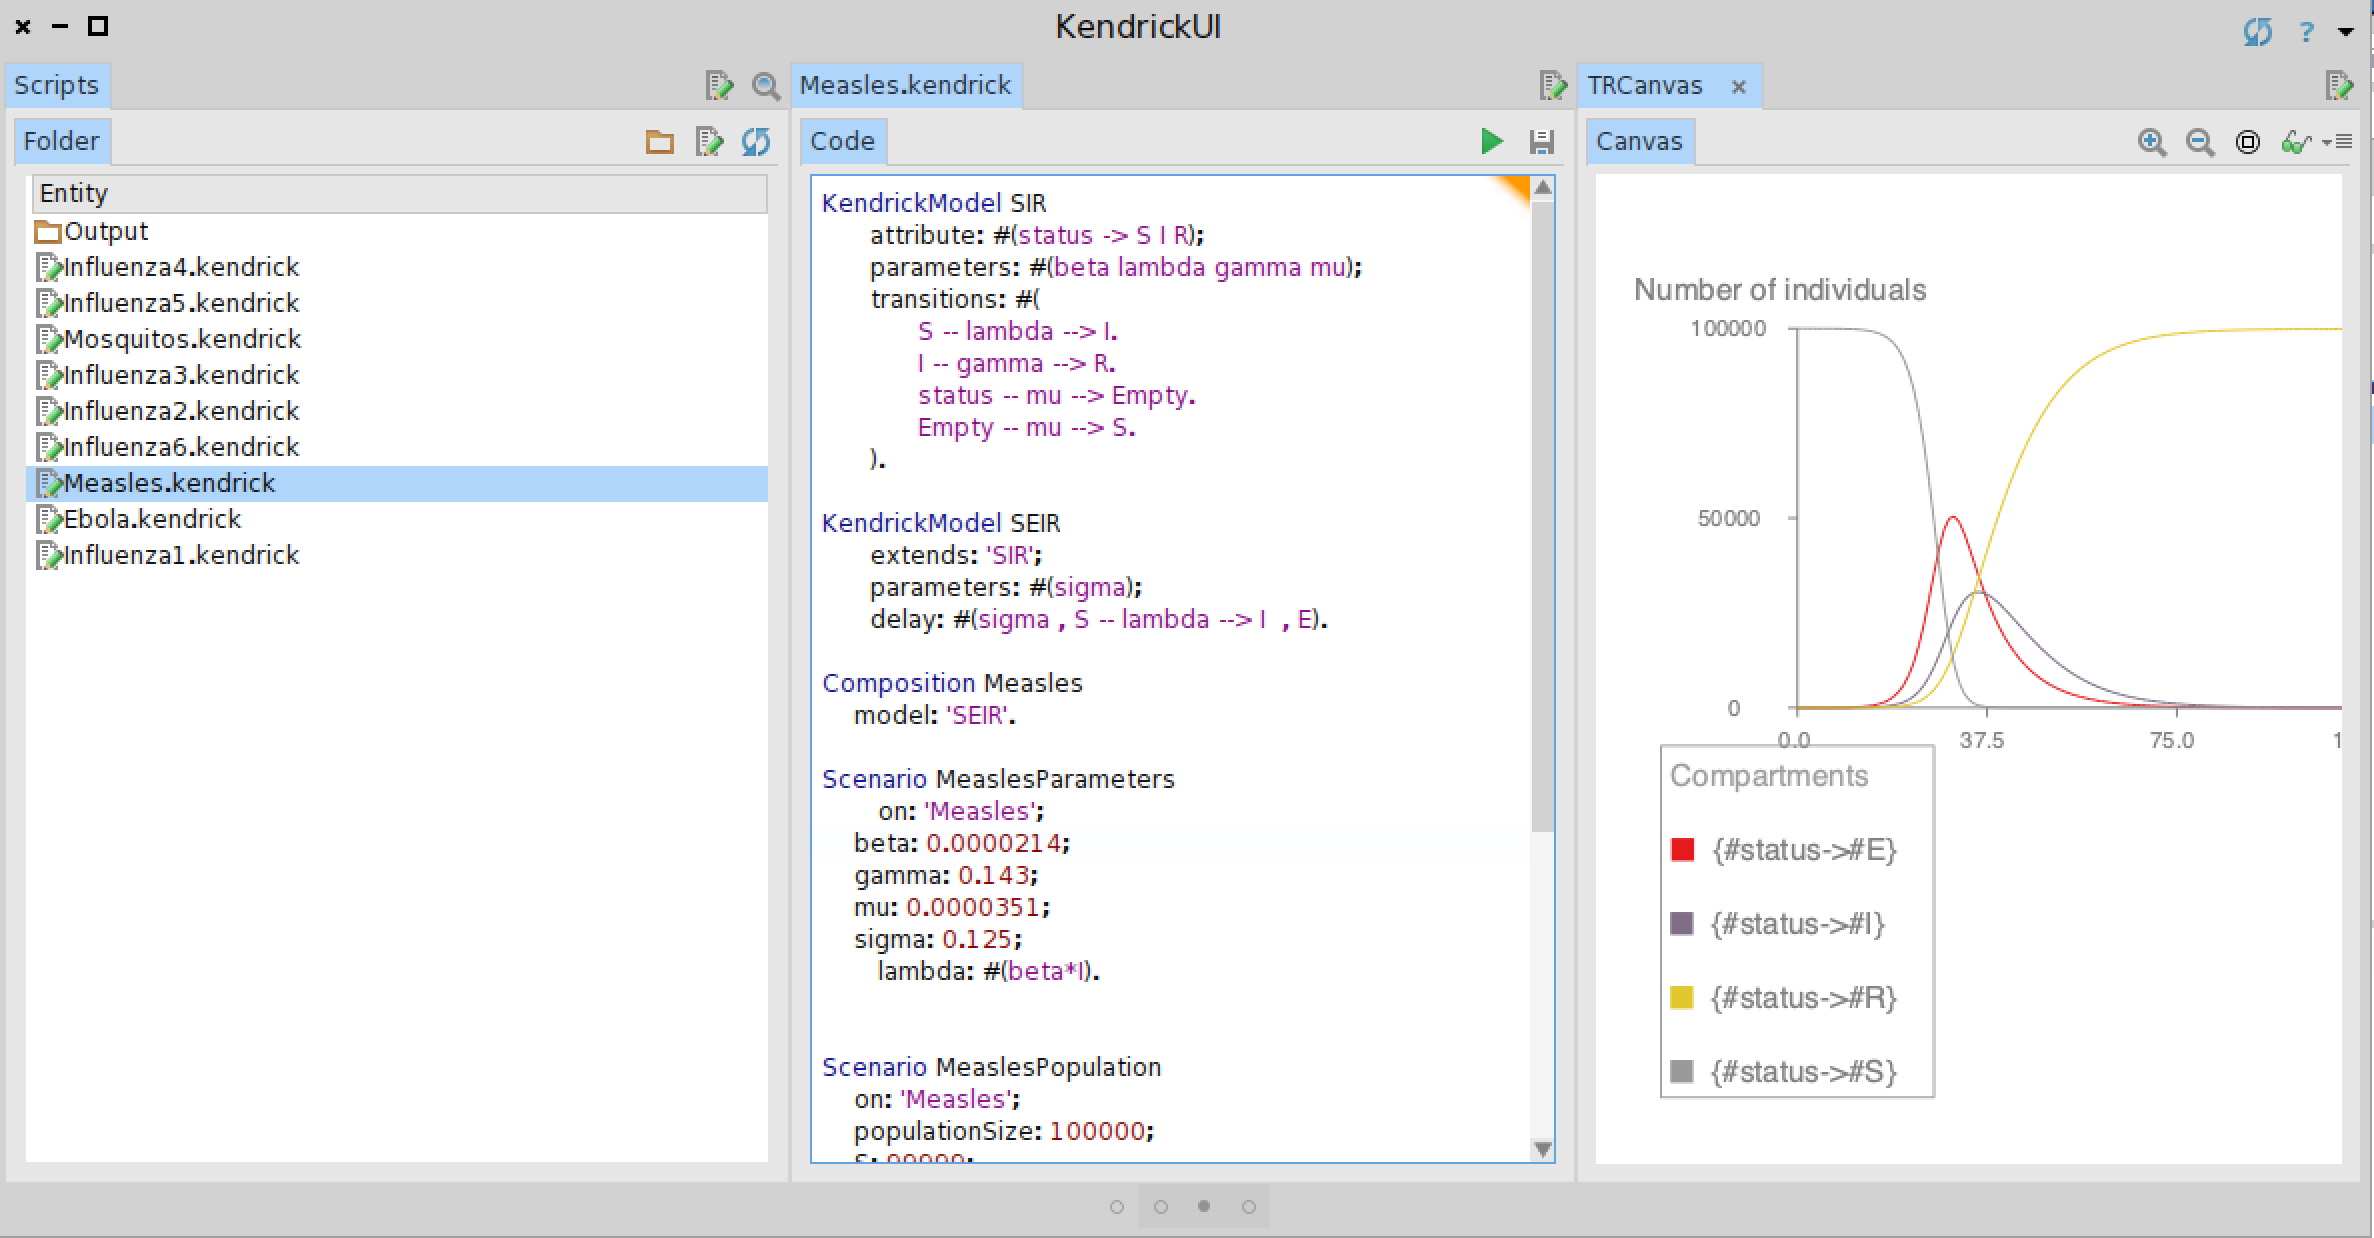 KendrickUI
?
Scripts
Folder
Entity
Output
Influenza4.kendrick
Influenza5.kendrick
Mosquitos.kendrick
Influenza3.kendrick
Influenza2.kendrick
Influenza6.kendrick
Measles.kendrick
Ebola.kendrick
Influenza1.kendrick
Measles.kendrick
Code
KendrickModel SIR
attribute: #(status -> S I R);
parameters: #(beta lambda gamma mu);
transitions: #(
S -- lambda --> I.
I -- gamma --> R.
status -- mu --> Empty.
Empty -- mu --> S.
).
KendrickModel SEIR
extends: 'SIR';
parameters: #(sigma);
delay: #(sigma , S -- lambda --> I  , E).
Composition Measles
model: 'SEIR'.
Scenario MeaslesParameters
on: 'Measles';
beta: 0.0000214;
gamma: 0.143;
mu: 0.0000351;
sigma: 0.125;
lambda: #(beta*I).
Scenario MeaslesPopulation
on: 'Measles';
populationSize: 100000;
TRCanvas
Canvas
Number of individuals
100000
50000
0
0.0 37.5 75.0 1
Compartments
{#status->#E}
{#status->#I}
{#status->#R}
{#status->#S}